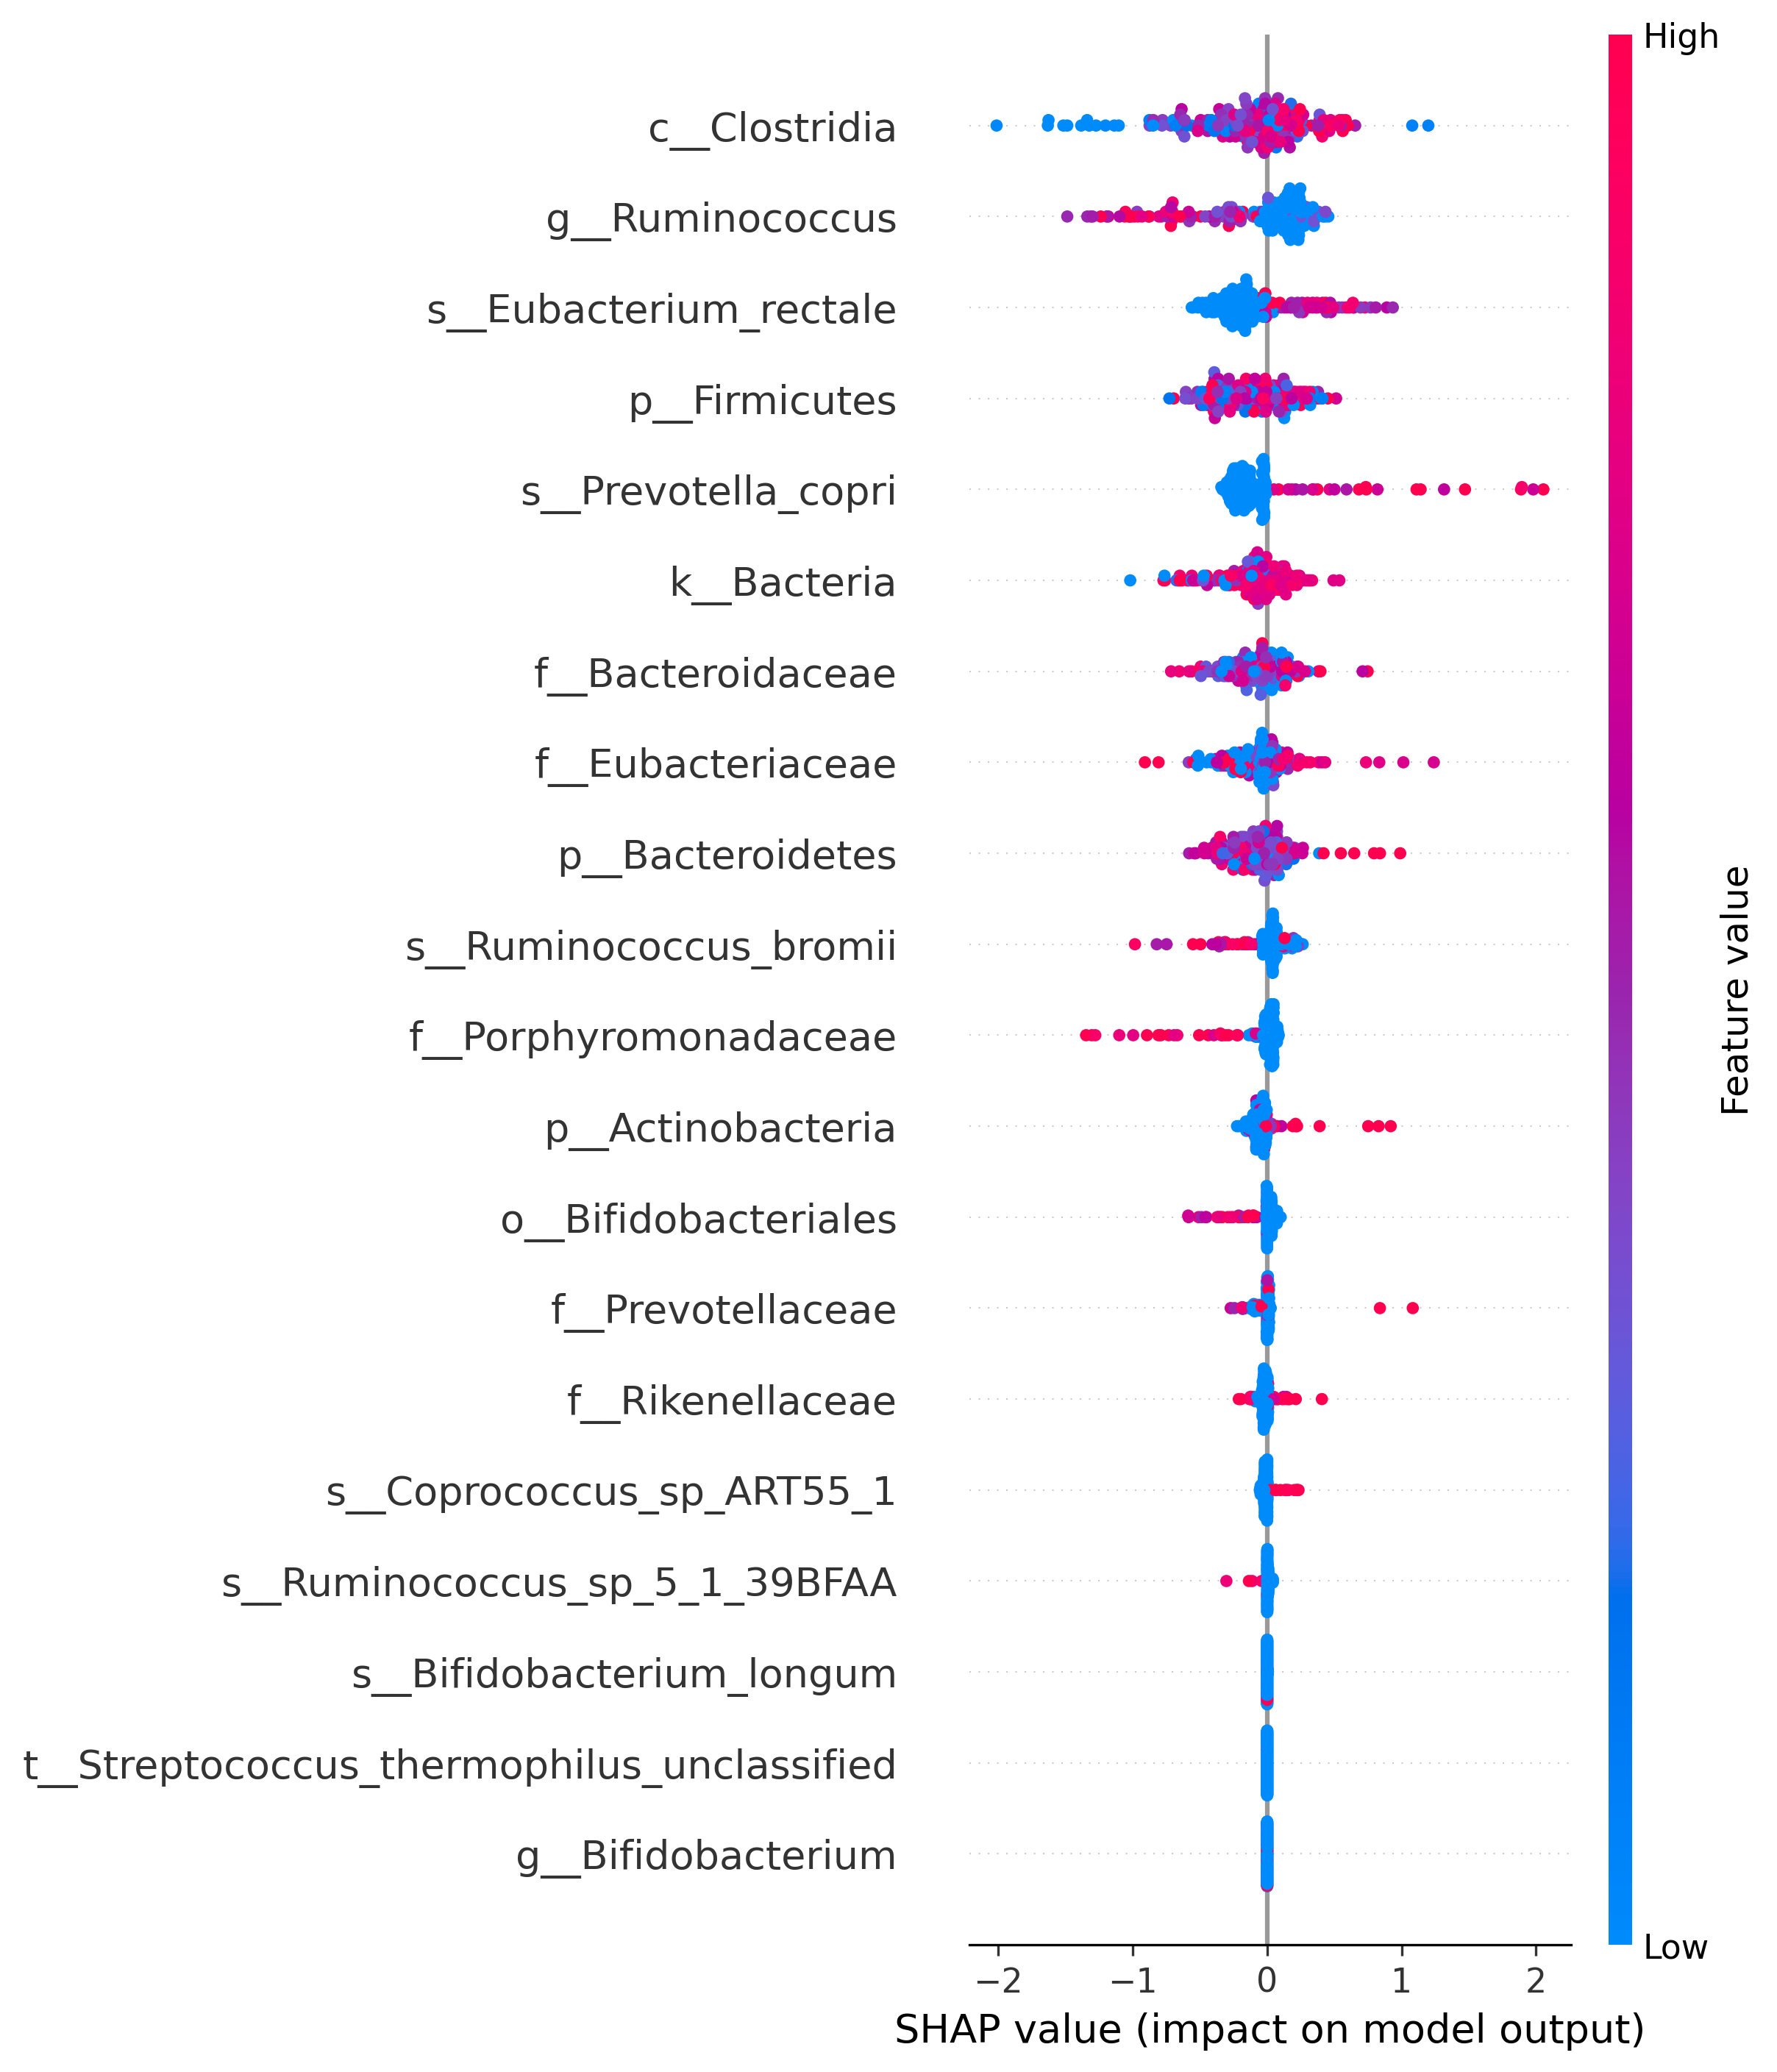 High
c__Clostridia
g__Ruminococcus
s__Eubacterium_rectale
p__Firmicutes
s__Prevotella_copri
k__Bacteria
f__Bacteroidaceae
f__Eubacteriaceae
p__Bacteroidetes
s__Ruminococcus_bromii
f__Porphyromonadaceae
p__Actinobacteria
o__Bifidobacteriales
f__Prevotellaceae
f__Rikenellaceae
s__Coprococcus_sp_ART55_1
s__Ruminococcus_sp_5_1_39BFAA
s__Bifidobacterium_longum
t__Streptococcus_thermophilus_unclassified
g__Bifidobacterium
Feature value
Low
−2 −1 0 1 2
SHAP value (impact on model output)